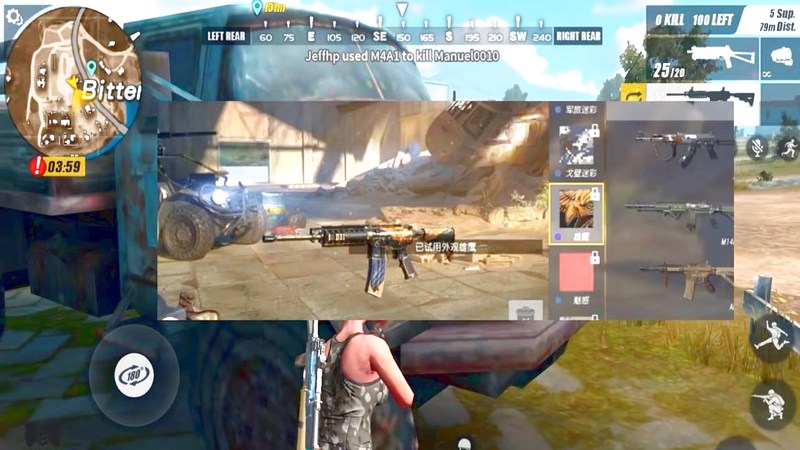 131m
0 KILL 100 LEFT
5 Sup.
79m Dist.
LEFT REAR 60 75 E 105 120 SE 150 165 S 195 210 SW 240 RIGHT REAR
Jeffhp used M4A1 to kill Manuel0010
25/20
Bitter
03:59
军旅迷彩
戈壁迷彩
已试用外观雄鹰
雄鹰
M14
魅惑
180°